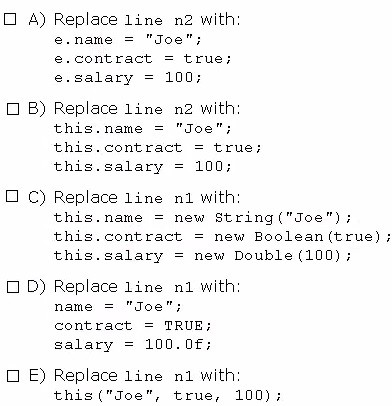 A) Replace line n2 with:
e.name = "Joe";
e.contract = true;
e.salary = 100;
B) Replace line n2 with:
this.name = "Joe";
this.contract = true;
this.salary = 100;
C) Replace line n1 with:
this.name = new String("Joe");
this.contract = new Boolean(true);
this.salary = new Double(100);
D) Replace line n1 with:
name = "Joe";
contract = TRUE;
salary = 100.0f;
E) Replace line n1 with:
this("Joe", true, 100);